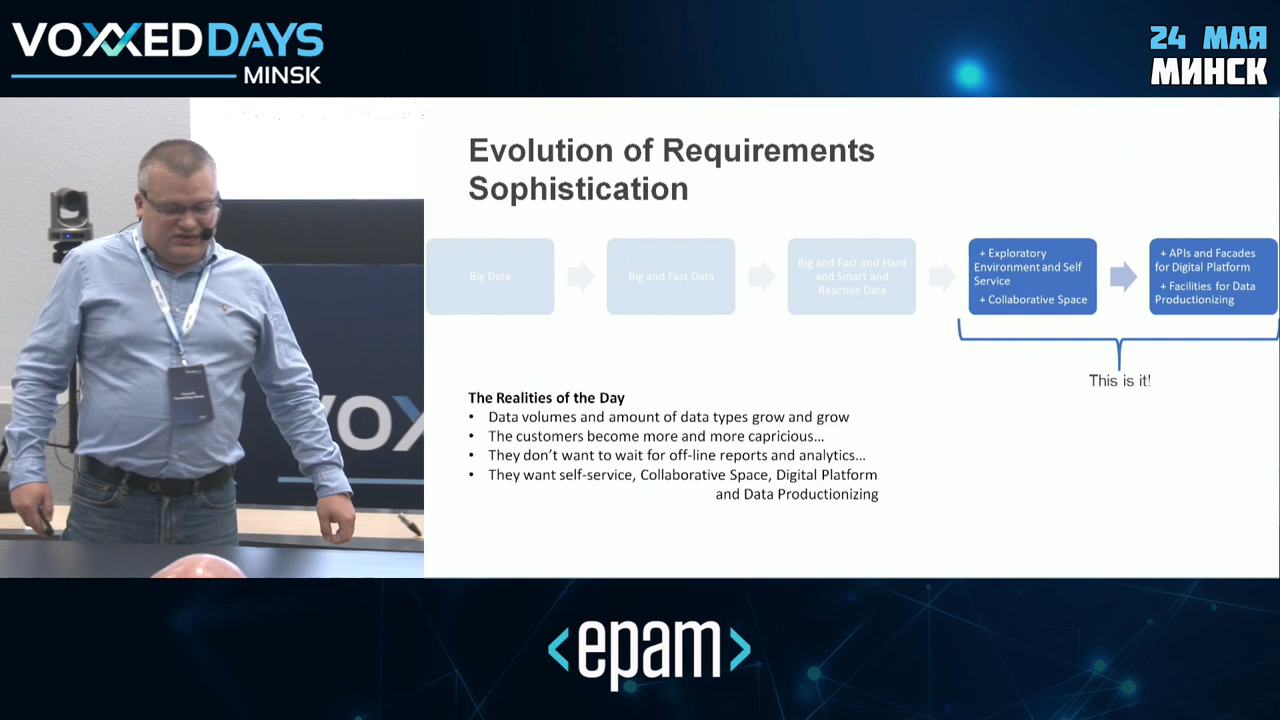 VOXXED DAYS
MINSK
24 МАЯ
МИНСК
Evolution of Requirements
Sophistication
Big Data
Big and Fast Data
Big and Fast and Hard
and Smart and
Reactive Data
+ Exploratory
Environment and Self
Service
+ Collaborative Space
+ APIs and Facades
for Digital Platform
+ Facilities for Data
Productionizing
This is it!
The Realities of the Day
• Data volumes and amount of data types grow and grow
• The customers become more and more capricious...
• They don't want to wait for off-line reports and analytics...
• They want self-service, Collaborative Space, Digital Platform
and Data Productionizing
VOX
<epam>